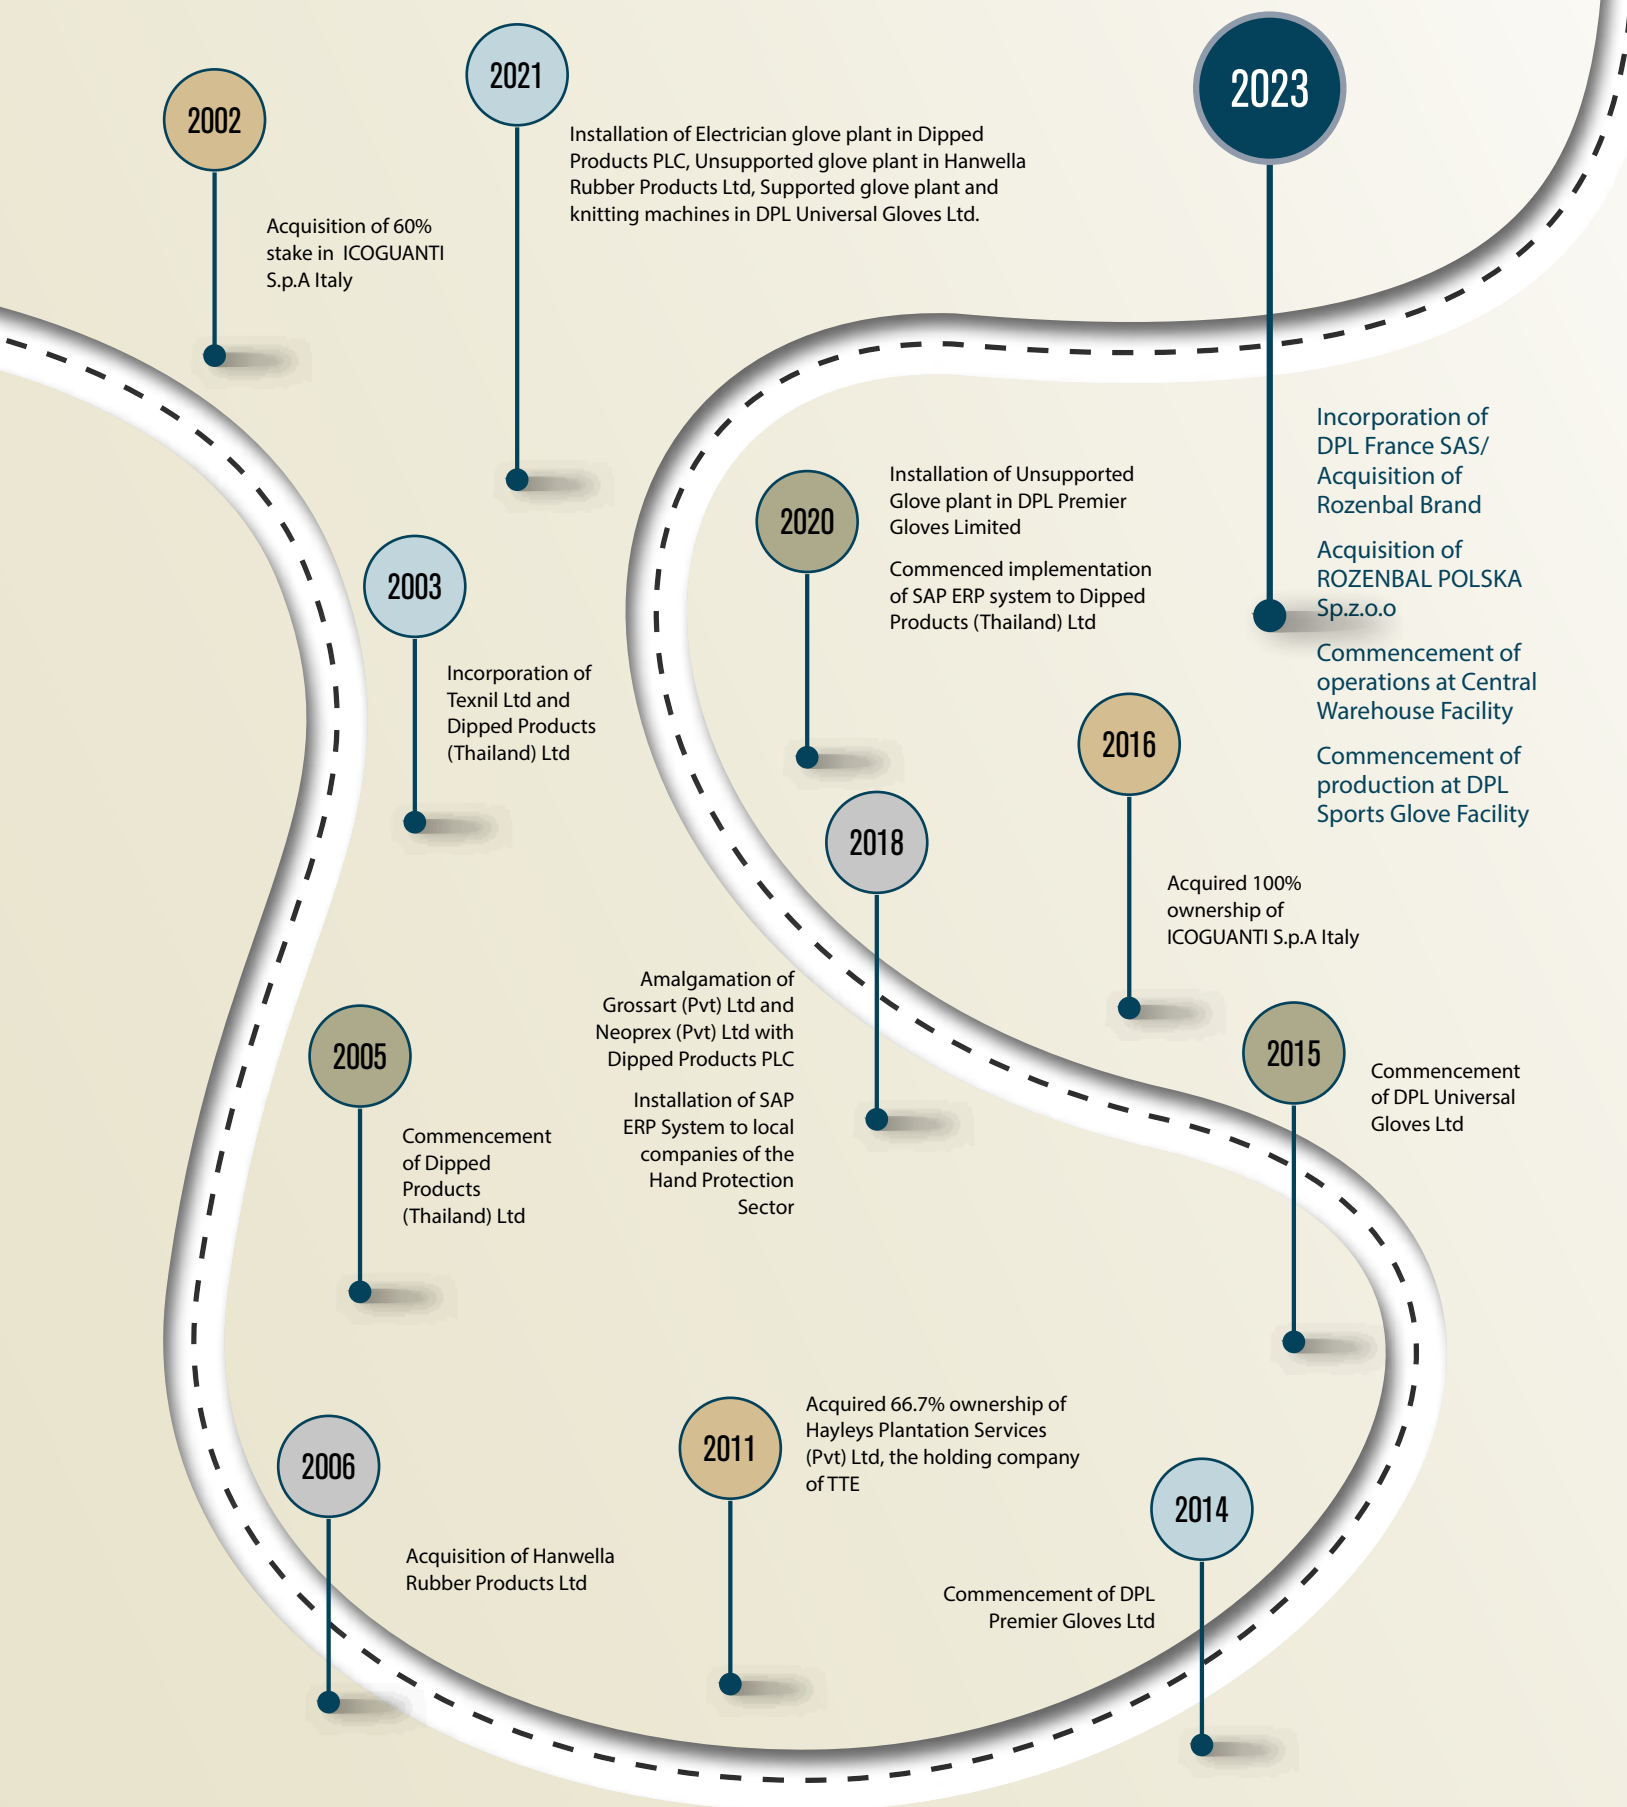 2002
Acquisition of 60%
stake in ICOGUANTI
S.p.A Italy
2021
Installation of Electrician glove plant in Dipped
Products PLC, Unsupported glove plant in Hanwella
Rubber Products Ltd, Supported glove plant and
knitting machines in DPL Universal Gloves Ltd.
2023
Incorporation of
DPL France SAS/
Acquisition of
Rozenbal Brand
Acquisition of
ROZENBAL POLSKA
Sp.z.o.o
Commencement of
operations at Central
Warehouse Facility
Commencement of
production at DPL
Sports Glove Facility
2003
Incorporation of
Texnil Ltd and
Dipped Products
(Thailand) Ltd
2020
Installation of Unsupported
Glove plant in DPL Premier
Gloves Limited
Commenced implementation
of SAP ERP system to Dipped
Products (Thailand) Ltd
2016
Acquired 100%
ownership of
ICOGUANTI S.p.A Italy
2018
Amalgamation of
Grossart (Pvt) Ltd and
Neoprex (Pvt) Ltd with
Dipped Products PLC
Installation of SAP
ERP System to local
companies of the
Hand Protection
Sector
2005
Commencement
of Dipped
Products
(Thailand) Ltd
2015
Commencement
of DPL Universal
Gloves Ltd
2006
Acquisition of Hanwella
Rubber Products Ltd
2011
Acquired 66.7% ownership of
Hayleys Plantation Services
(Pvt) Ltd, the holding company
of TTE
2014
Commencement of DPL
Premier Gloves Ltd